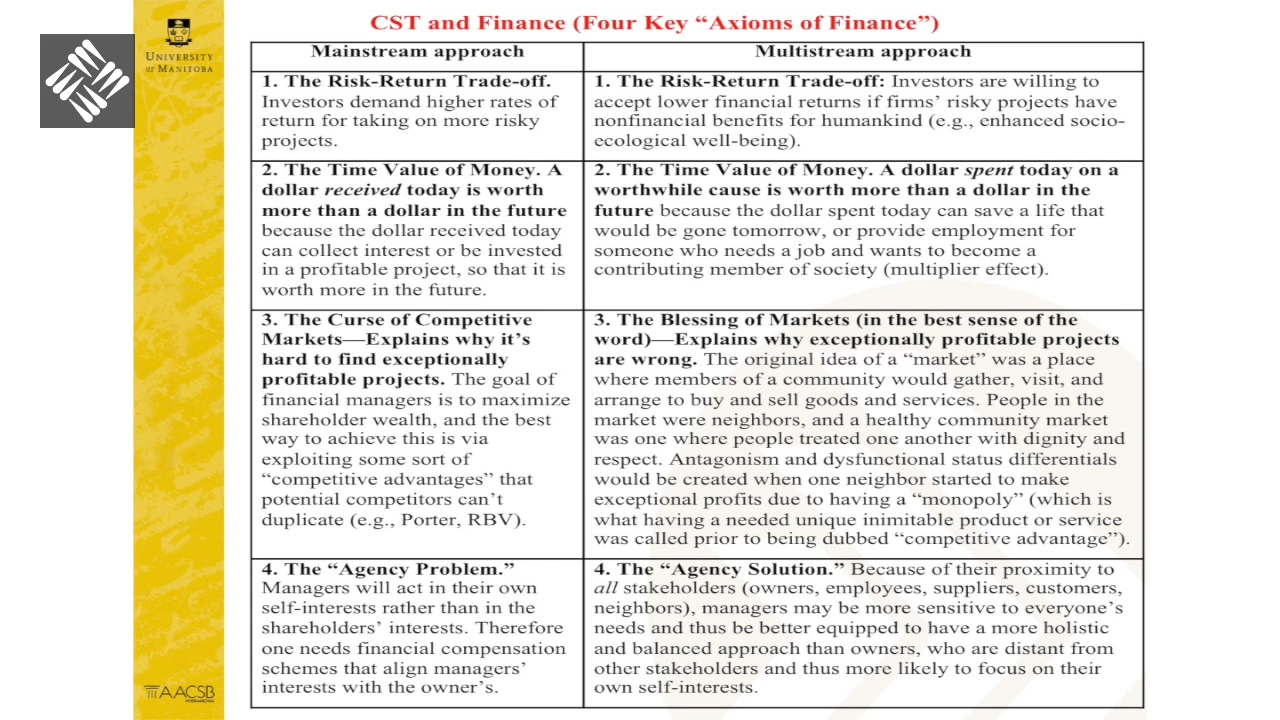 CST and Finance (Four Key “Axioms of Finance”)
UNIVERSITY
OF MANITOBA
Mainstream approach
Multistream approach
1. The Risk-Return Trade-off.
Investors demand higher rates of
return for taking on more risky
projects.
1. The Risk-Return Trade-off: Investors are willing to
accept lower financial returns if firms’ risky projects have
nonfinancial benefits for humankind (e.g., enhanced socio-
ecological well-being).
2. The Time Value of Money. A
dollar received today is worth
more than a dollar in the future
because the dollar received today
can collect interest or be invested
in a profitable project, so that it is
worth more in the future.
2. The Time Value of Money. A dollar spent today on a
worthwhile cause is worth more than a dollar in the
future because the dollar spent today can save a life that
would be gone tomorrow, or provide employment for
someone who needs a job and wants to become a
contributing member of society (multiplier effect).
3. The Curse of Competitive
Markets—Explains why it’s
hard to find exceptionally
profitable projects. The goal of
financial managers is to maximize
shareholder wealth, and the best
way to achieve this is via
exploiting some sort of
“competitive advantages” that
potential competitors can’t
duplicate (e.g., Porter, RBV).
3. The Blessing of Markets (in the best sense of the
word)—Explains why exceptionally profitable projects
are wrong. The original idea of a “market” was a place
where members of a community would gather, visit, and
arrange to buy and sell goods and services. People in the
market were neighbors, and a healthy community market
was one where people treated one another with dignity and
respect. Antagonism and dysfunctional status differentials
would be created when one neighbor started to make
exceptional profits due to having a “monopoly” (which is
what having a needed unique inimitable product or service
was called prior to being dubbed “competitive advantage”).
4. The “Agency Problem.”
Managers will act in their own
self-interests rather than in the
shareholders’ interests. Therefore
one needs financial compensation
schemes that align managers’
interests with the owner’s.
4. The “Agency Solution.” Because of their proximity to
all stakeholders (owners, employees, suppliers, customers,
neighbors), managers may be more sensitive to everyone’s
needs and thus be better equipped to have a more holistic
and balanced approach than owners, who are distant from
other stakeholders and thus more likely to focus on their
own self-interests.
AACSB
INTERNATIONAL